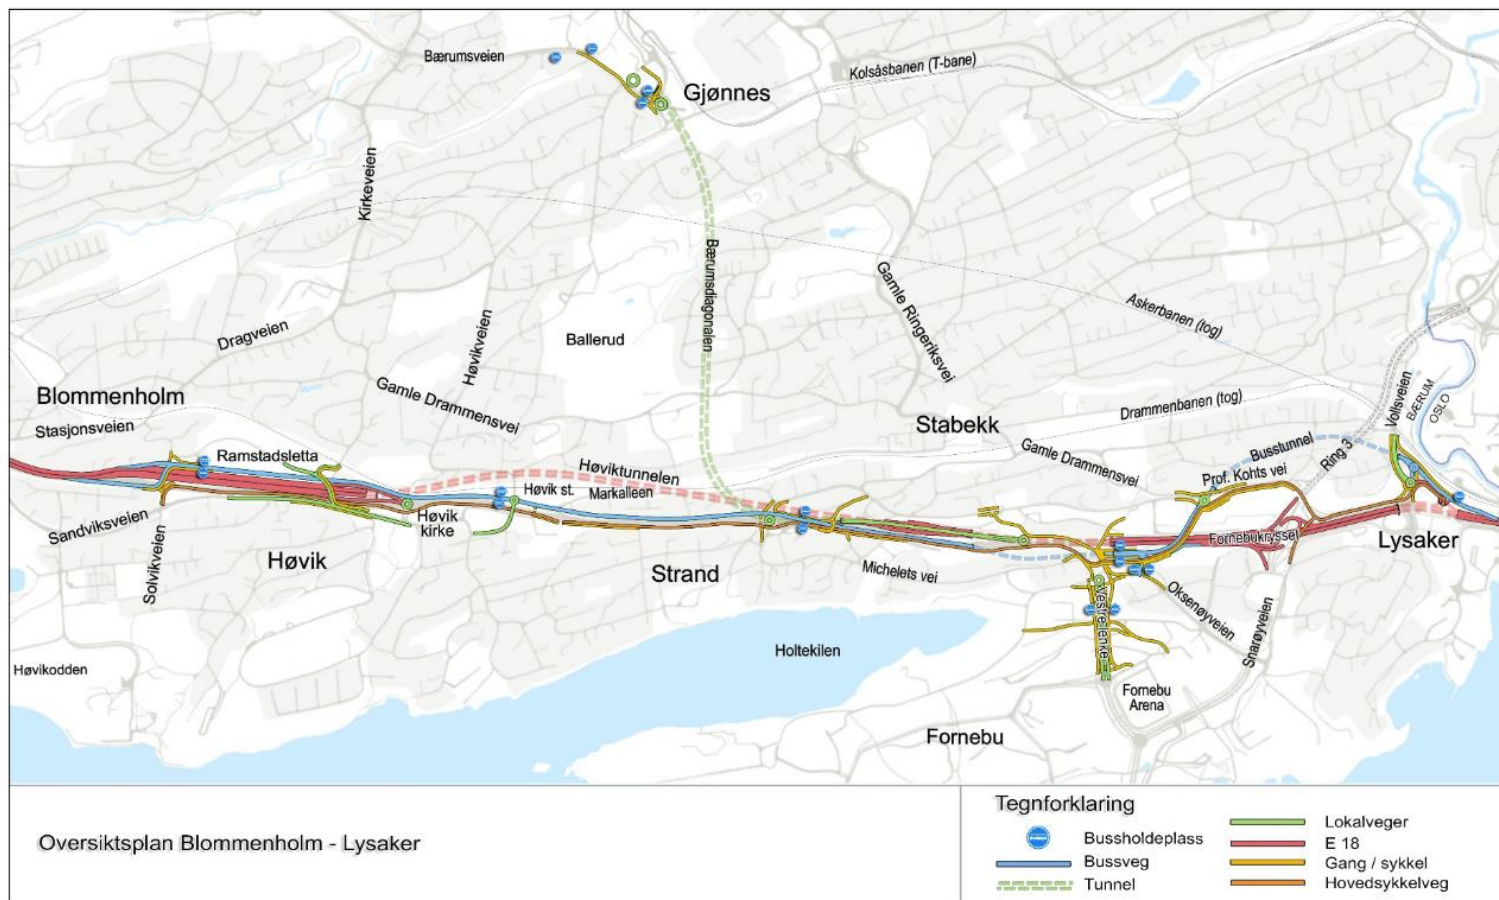 Bærumsveien
Gjønnes
Kolsåsbanen (T-bane)
Kirkeveien
Bærumsdiagonalen
Gamle Ringeriksvei
Askerbanen (tog)
Dragveien
Høvikveien
Ballerud
Blommenholm
Stasjonsveien
Gamle Drammensvei
Stabekk
Drammenbanen (tog)
Vollsveien
BÆRUM
OSLO
Ramstadsletta
Høviktunnelen
Høvik st.
Markalleen
Gamle Drammensvei
Busstunnel
Prof. Kohts vei
Ring 3
Sandviksveien
Solvikveien
Høvik
kirke
Høvik
Strand
Michelets vei
Fornebukrysset
Lysaker
Vestre lenke
Oksenøyveien
Snarøyveien
Høvikodden
Holtekilen
Fornebu
Arena
Fornebu
Oversiktsplan Blommenholm - Lysaker
Tegnforklaring
Bussholdeplass
Bussveg
Tunnel
Lokalveger
E 18
Gang / sykkel
Hovedsykkelveg